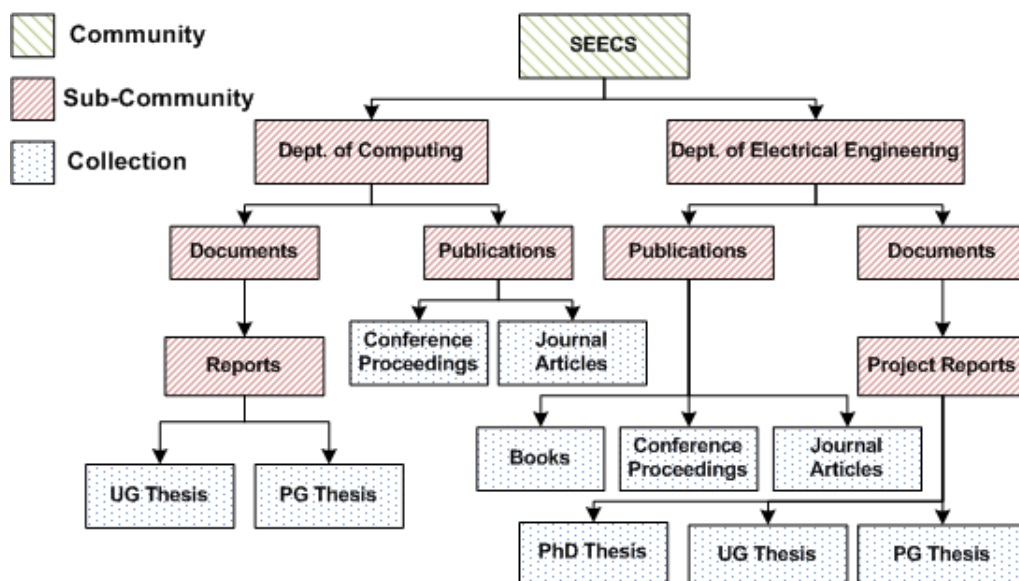 Community
Sub-Community
Collection
SEECS
Dept. of Computing
Dept. of Electrical Engineering
Documents
Publications
Publications
Documents
Conference
Proceedings
Journal
Articles
Reports
Project Reports
Books
Conference
Proceedings
Journal
Articles
UG Thesis
PG Thesis
PhD Thesis
UG Thesis
PG Thesis